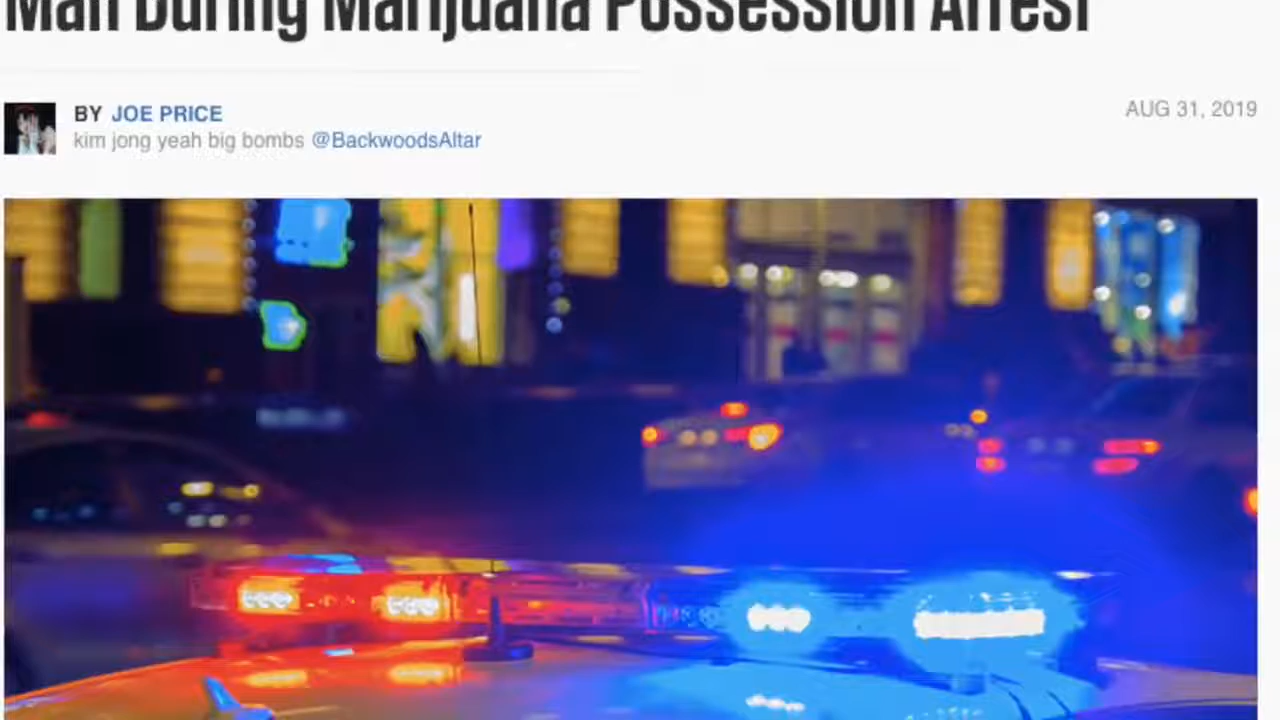 Man During Marijuana Possession Arrest
BY JOE PRICE
AUG 31, 2019
kim jong yeah big bombs @BackwoodsAltar